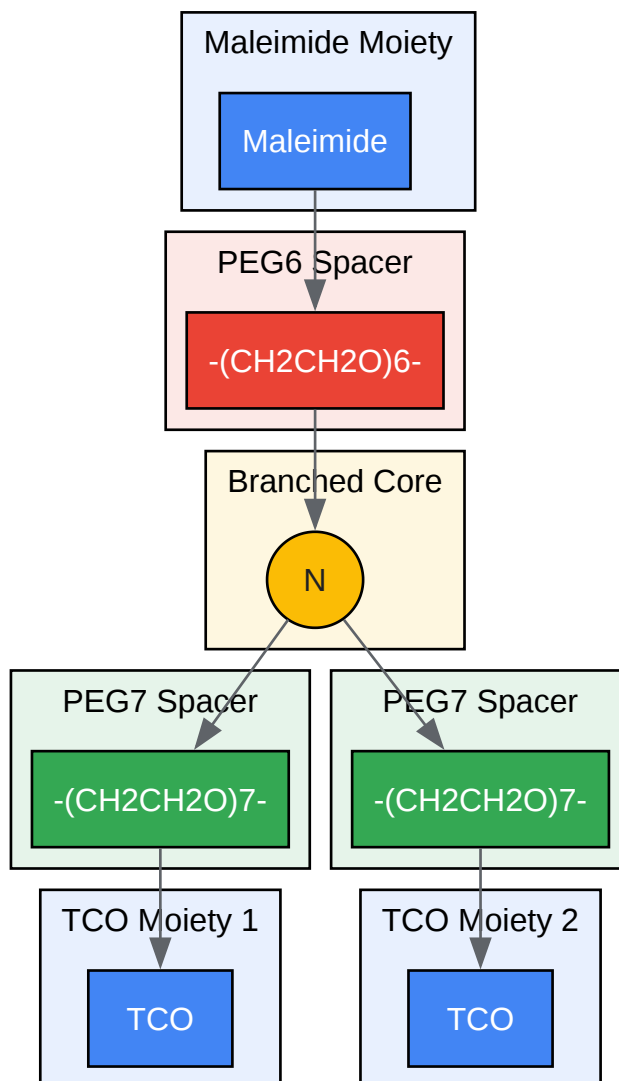 Maleimide Moiety
Maleimide
PEG6 Spacer
-(CH2CH2O)6-
Branched Core
N
PEG7 Spacer
-(CH2CH2O)7-
TCO Moiety 1
TCO
PEG7 Spacer
-(CH2CH2O)7-
TCO Moiety 2
TCO